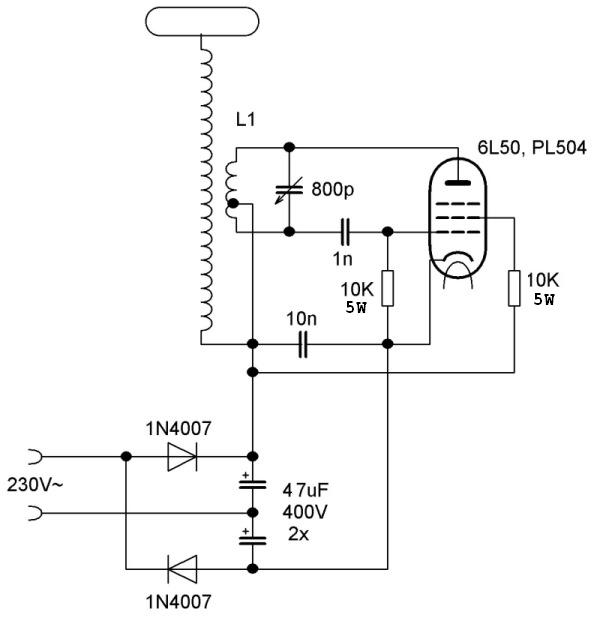 L1
6L50, PL504
800p
1n
10K
5W
10K
5W
10n
1N4007
230V~
+
47uF
400V
2x
+
1N4007